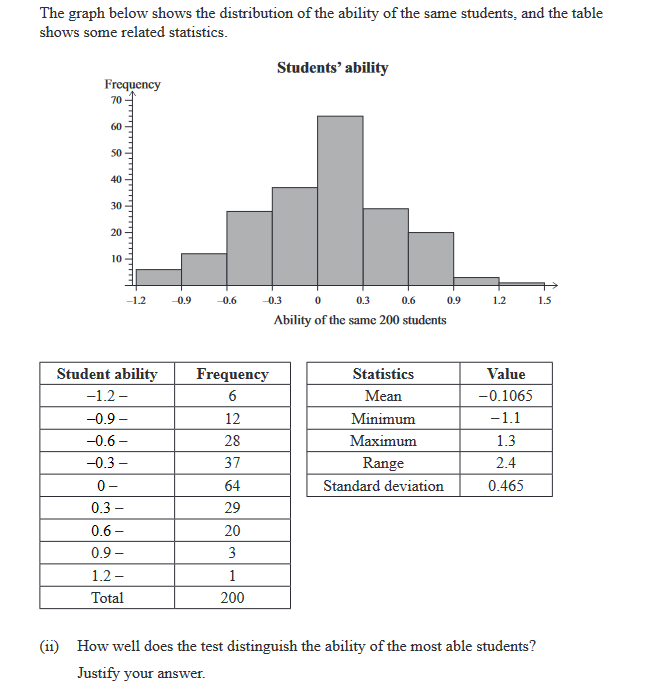 The graph below shows the distribution of the ability of the same students, and the table
shows some related statistics.
Students' ability
Frequency
70
60
50
40
30
20
10
–1.2 –0.9 –0.6 –0.3 0 0.3 0.6 0.9 1.2 1.5
Ability of the same 200 students
Student ability Frequency
–1.2 – 6
–0.9 – 12
–0.6 – 28
–0.3 – 37
0 – 64
0.3 – 29
0.6 – 20
0.9 – 3
1.2 – 1
Total 200
Statistics Value
Mean –0.1065
Minimum –1.1
Maximum 1.3
Range 2.4
Standard deviation 0.465
(ii) How well does the test distinguish the ability of the most able students?
Justify your answer.